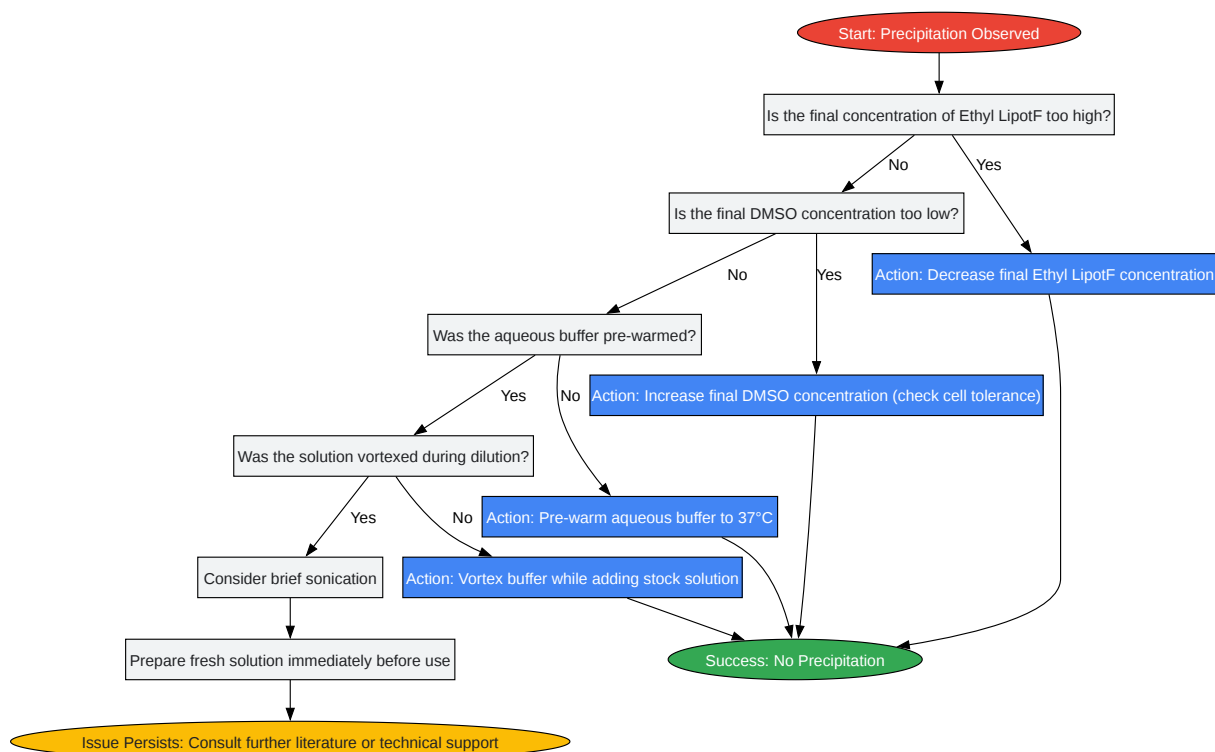 Start: Precipitation Observed
Is the final concentration of Ethyl LipotF too high?
No
Yes
Is the final DMSO concentration too low?
Action: Decrease final Ethyl LipotF concentration
No
Yes
Was the aqueous buffer pre-warmed?
Action: Increase final DMSO concentration (check cell tolerance)
Yes
No
Was the solution vortexed during dilution?
Action: Pre-warm aqueous buffer to 37°C
Yes
No
Consider brief sonication
Action: Vortex buffer while adding stock solution
Prepare fresh solution immediately before use
Success: No Precipitation
Issue Persists: Consult further literature or technical support